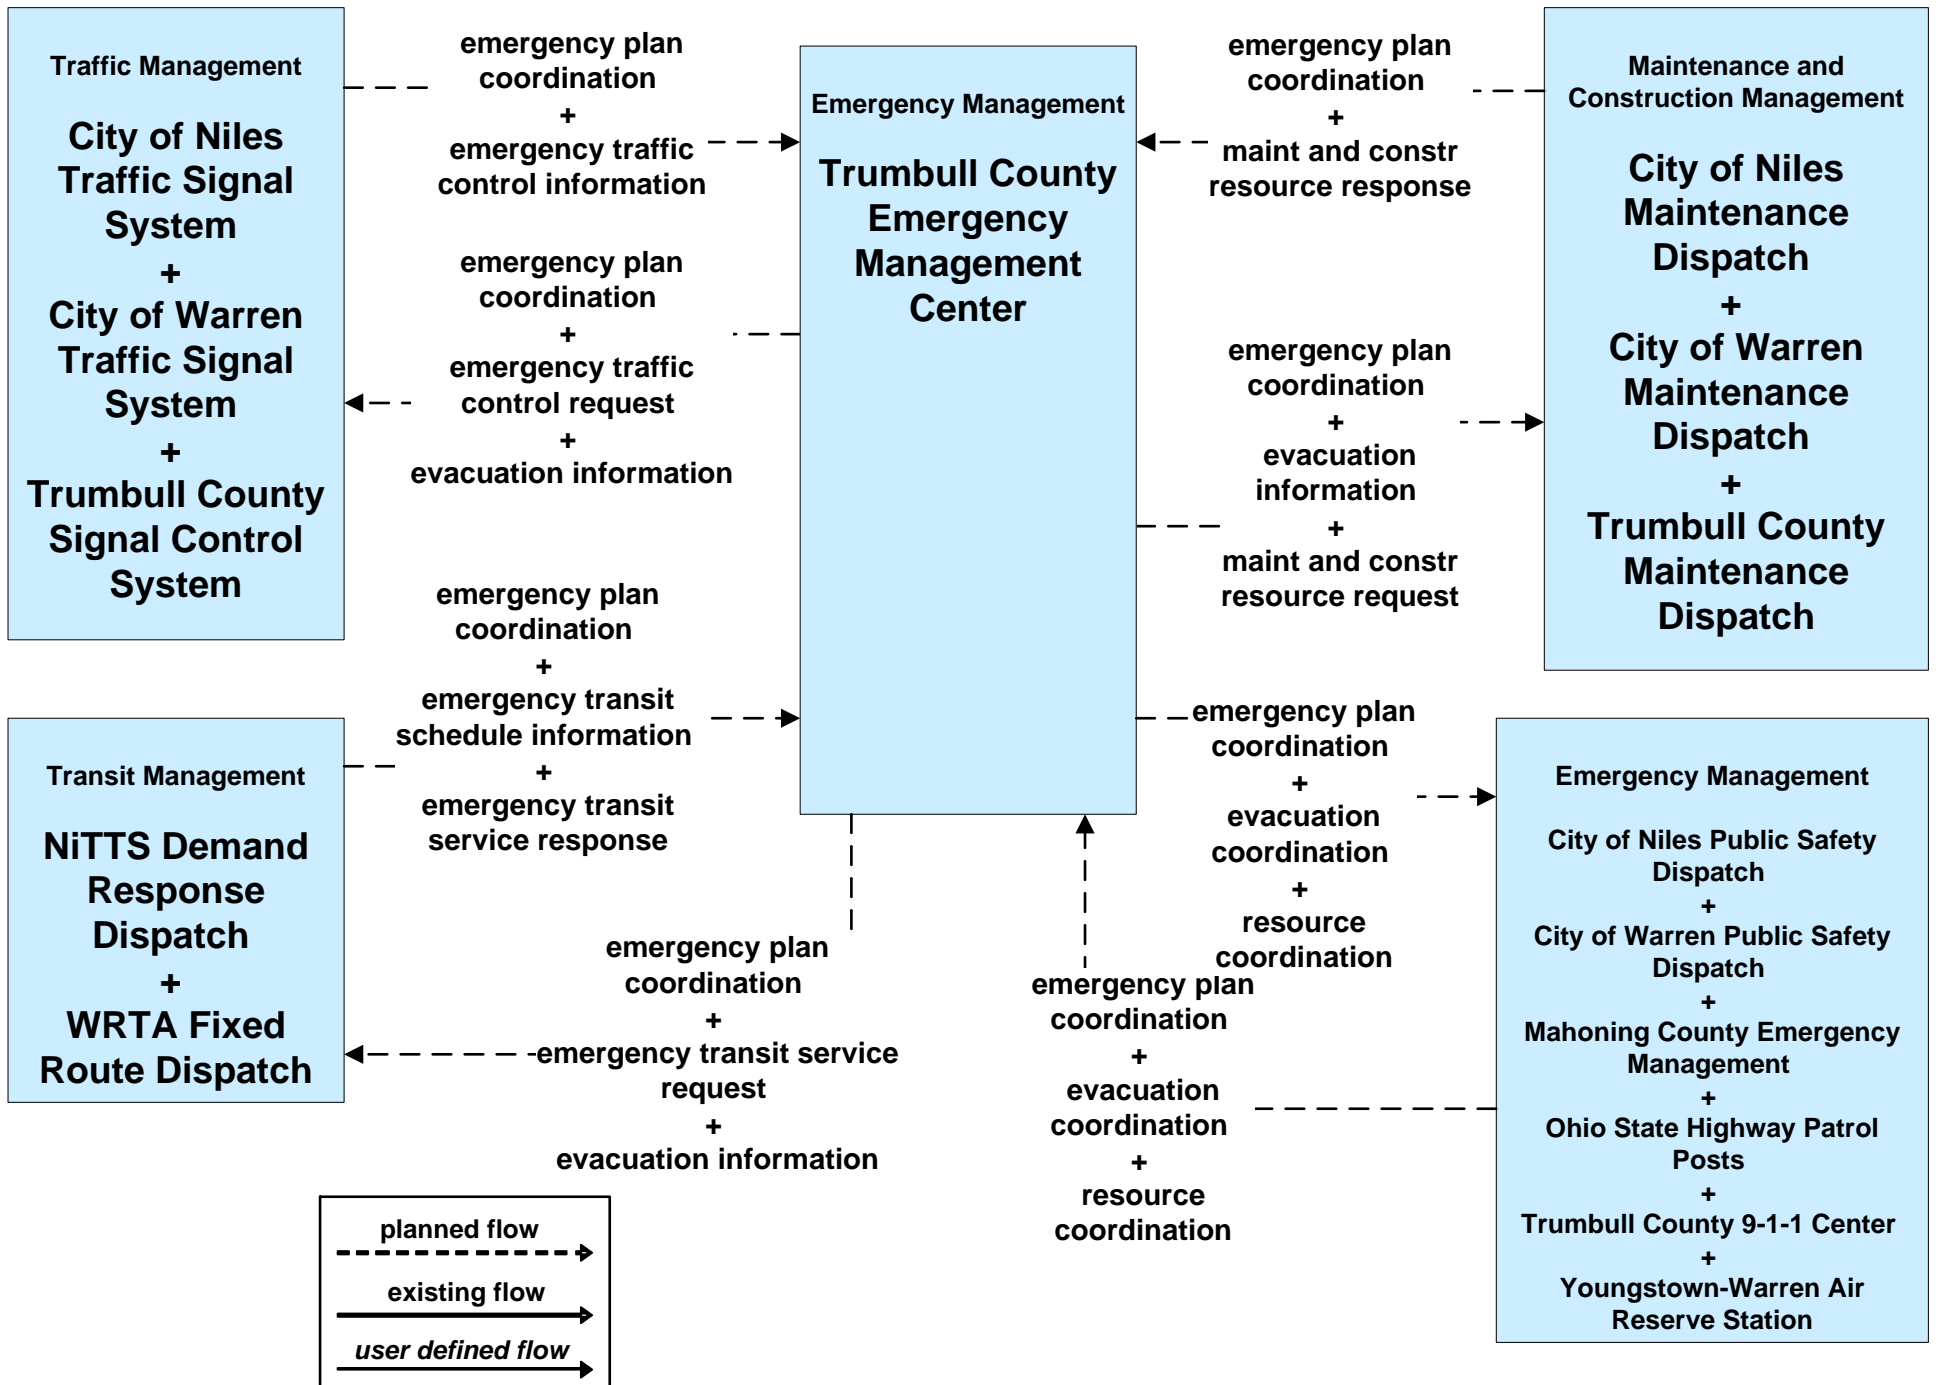 Traffic Management
City of Niles
Traffic Signal
System
+
City of Warren
Traffic Signal
System
+
Trumbull County
Signal Control
System
emergency plan
coordination
+
emergency traffic
control information
emergency plan
coordination
+
emergency traffic
control request
+
evacuation information
Emergency Management
Trumbull County
Emergency
Management
Center
emergency plan
coordination
+
maint and constr
resource response
emergency plan
coordination
+
evacuation
information
+
maint and constr
resource request
Maintenance and
Construction Management
City of Niles
Maintenance
Dispatch
+
City of Warren
Maintenance
Dispatch
+
Trumbull County
Maintenance
Dispatch
Transit Management
NiTTS Demand
Response
Dispatch
+
WRTA Fixed
Route Dispatch
emergency plan
coordination
+
emergency transit
schedule information
+
emergency transit
service response
emergency plan
coordination
+
emergency transit service
request
+
evacuation information
emergency plan
coordination
+
evacuation
coordination
+
resource
coordination
emergency plan
coordination
+
evacuation
coordination
+
resource
coordination
Emergency Management
City of Niles Public Safety
Dispatch
+
City of Warren Public Safety
Dispatch
+
Mahoning County Emergency
Management
+
Ohio State Highway Patrol
Posts
+
Trumbull County 9-1-1 Center
+
Youngstown-Warren Air
Reserve Station
planned flow
existing flow
user defined flow